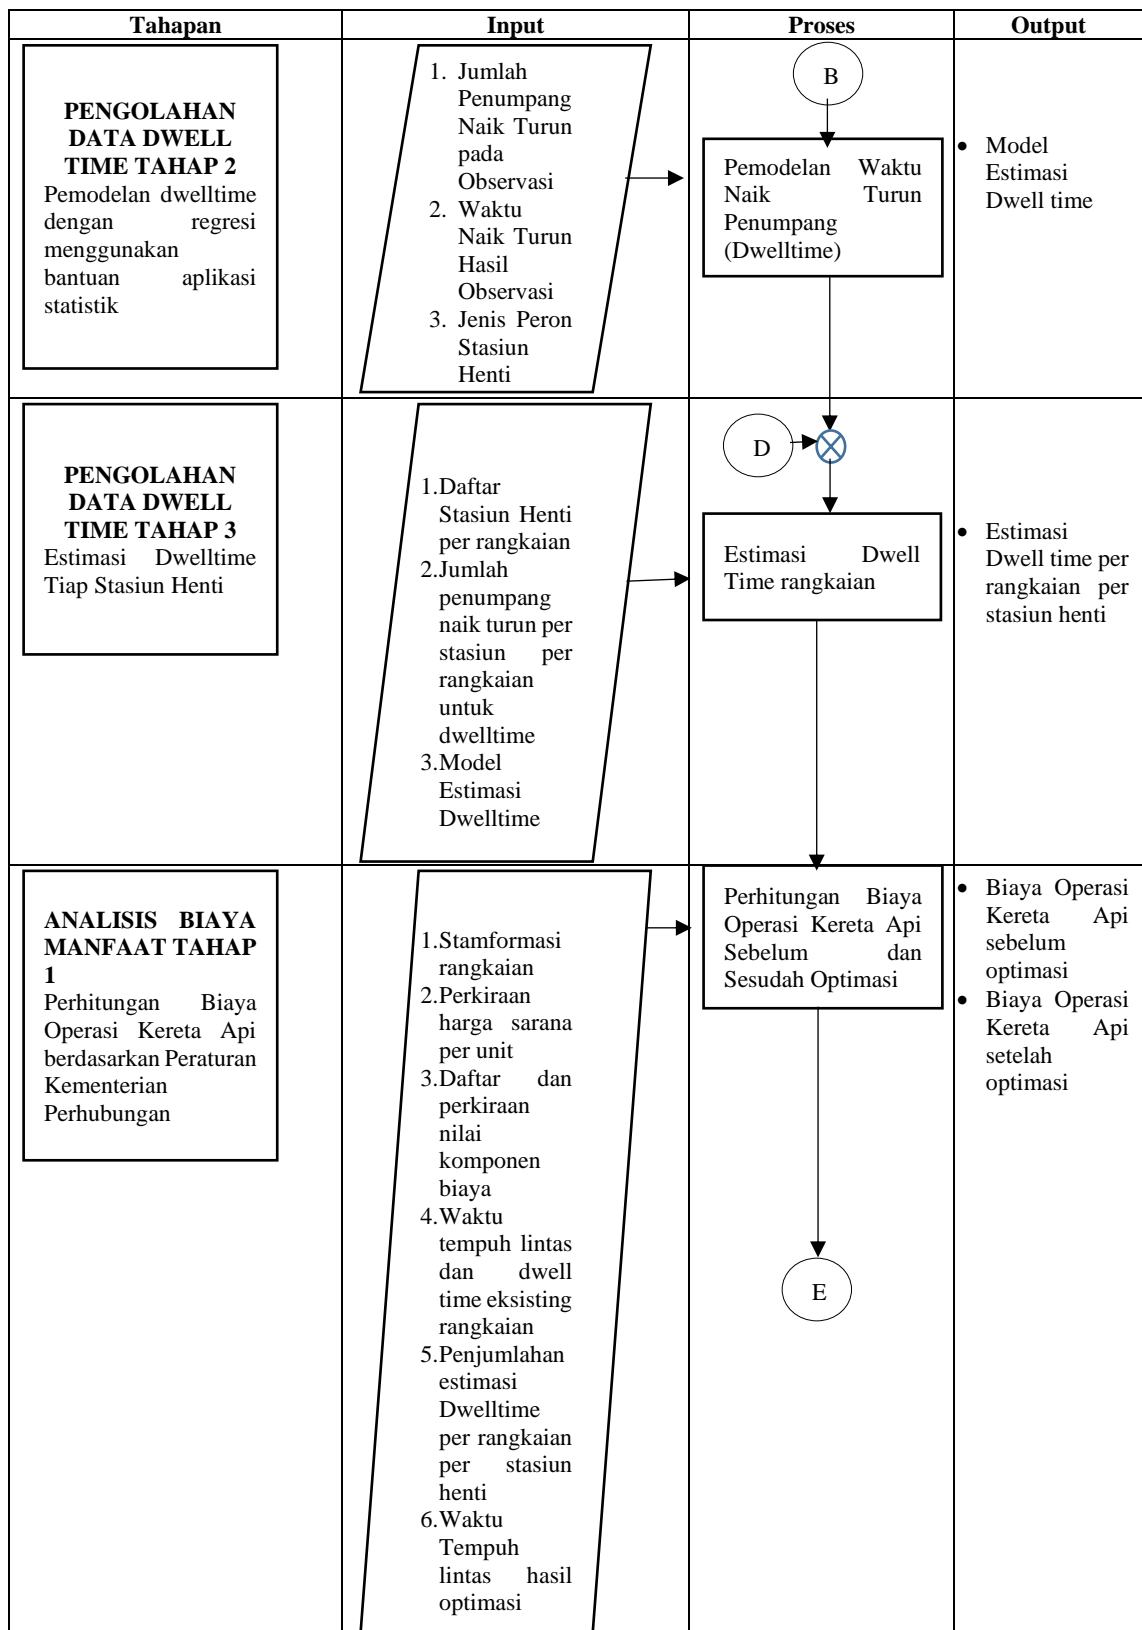 Tahapan Input Proses Output
PENGOLAHAN
DATA DWELL
TIME TAHAP 2
Pemodelan dwelltime
dengan regresi
menggunakan
bantuan aplikasi
statistik
1. Jumlah
Penumpang
Naik Turun
pada
Observasi
2. Waktu
Naik Turun
Hasil
Observasi
3. Jenis Peron
Stasiun
Henti
B
Pemodelan Waktu
Naik Turun
Penumpang
(Dwelltime)
• Model
Estimasi
Dwell time
PENGOLAHAN
DATA DWELL
TIME TAHAP 3
Estimasi Dwelltime
Tiap Stasiun Henti
1.Daftar
Stasiun Henti
per rangkaian
2.Jumlah
penumpang
naik turun per
stasiun per
rangkaian
untuk
dwelltime
3.Model
Estimasi
Dwelltime
D
Estimasi Dwell
Time rangkaian
• Estimasi
Dwell time per
rangkaian per
stasiun henti
ANALISIS BIAYA
MANFAAT TAHAP
1
Perhitungan Biaya
Operasi Kereta Api
berdasarkan Peraturan
Kementerian
Perhubungan
1.Stamformasi
rangkaian
2.Perkiraan
harga sarana
per unit
3.Daftar dan
perkiraan
nilai
komponen
biaya
4.Waktu
tempuh lintas
dan dwell
time eksisting
rangkaian
5.Penjumlahan
estimasi
Dwelltime
per rangkaian
per stasiun
henti
6.Waktu
Tempuh
lintas hasil
optimasi
Perhitungan Biaya
Operasi Kereta Api
Sebelum dan
Sesudah Optimasi
E
• Biaya Operasi
Kereta Api
sebelum
optimasi
• Biaya Operasi
Kereta Api
setelah
optimasi